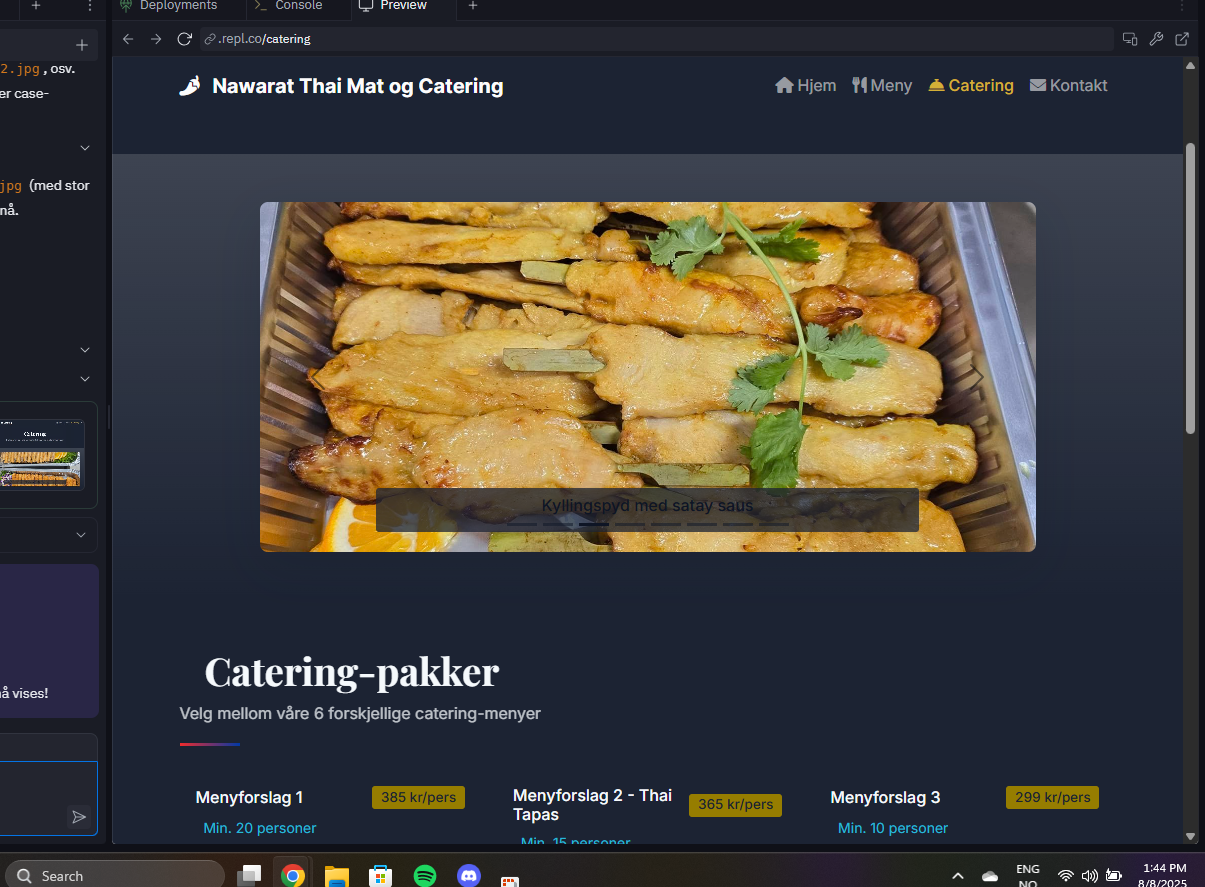 Deployments
Console
Preview
.repl.co/catering
2.jpg, osv.
er case-
jpg (med stor
nå.
å vises!
Nawarat Thai Mat og Catering
Hjem
Meny
Catering
Kontakt
Kyllingspyd med satay saus
Catering-pakker
Velg mellom våre 6 forskjellige catering-menyer
Menyforslag 1
385 kr/pers
Min. 20 personer
Menyforslag 2 - Thai
Tapas
365 kr/pers
Min. 15 personer
Menyforslag 3
299 kr/pers
Min. 10 personer
Search
ENG
NO
1:44 PM
8/8/2025